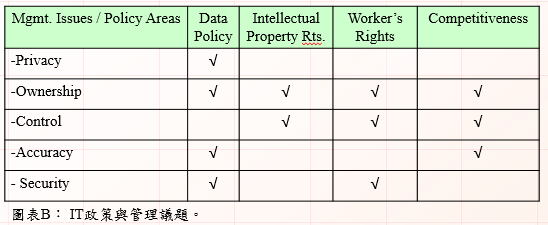 Mgmt. Issues / Policy Areas Data Policy Intellectual Property Rts. Worker’s Rights Competitiveness
-Privacy √
-Ownership √ √ √ √
-Control √ √ √
-Accuracy √ √
- Security √ √
圖表B： IT政策與管理議題。